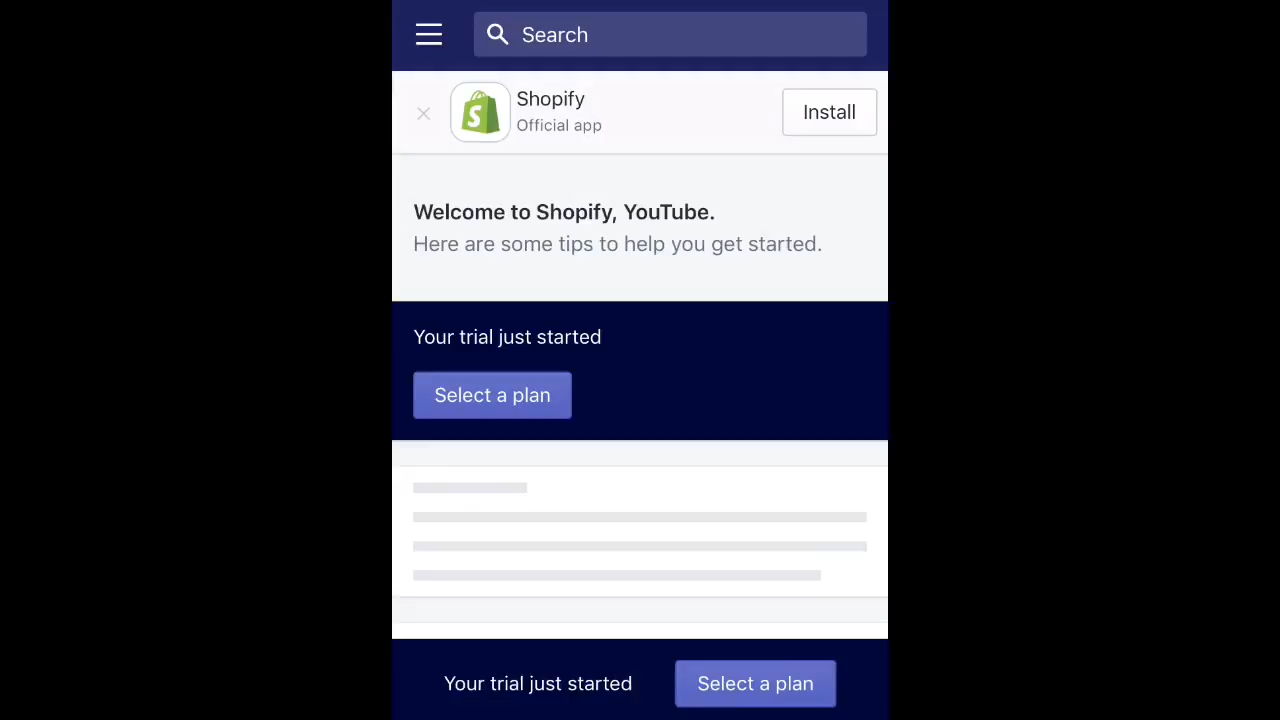 Search
Shopify
Official app
Install
Welcome to Shopify, YouTube.
Here are some tips to help you get started.
Your trial just started
Select a plan
Your trial just started
Select a plan